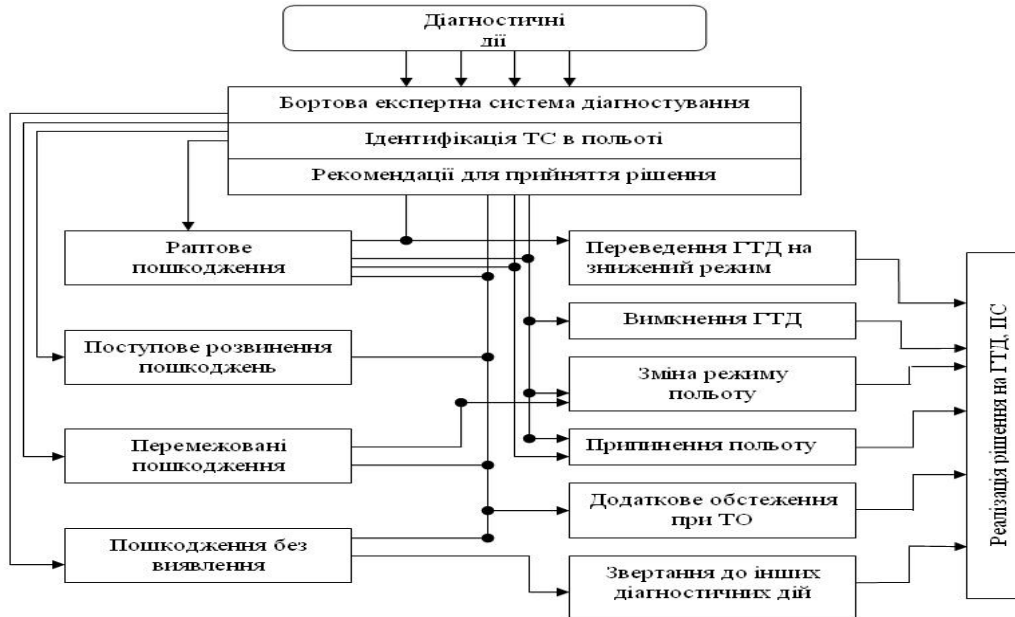 Діагностичні
дії
Бортова експертна система діагностування
Ідентифікація ТС в польоті
Рекомендації для прийняття рішення
Раптове
пошкодження
Поступове розвинення
пошкоджень
Перемежовані
пошкодження
Пошкодження без
виявлення
Переведення ГТД на
знижений режим
Вимкнення ГТД
Зміна режиму
польоту
Припинення польоту
Додаткове обстеження
при ТО
Звертання до інших
діагностичних дій
Реалізація рішення на ГТД, ПС